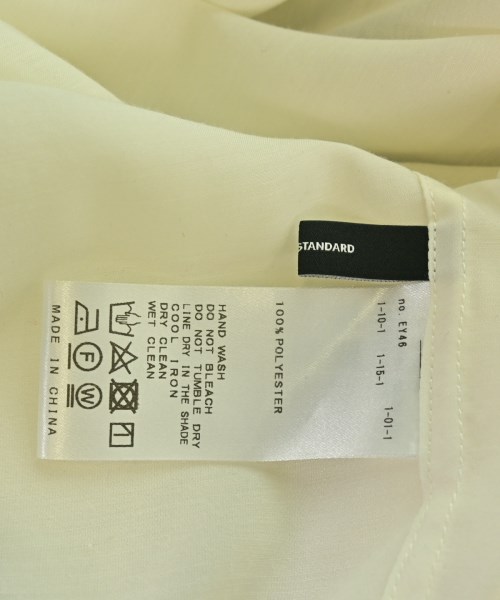 STANDARD
no. EY46
1-10-1 1-15-1 1-01-1
100% POLYESTER
HAND WASH
DO NOT BLEACH
DO NOT TUMBLE DRY
LINE DRY IN THE SHADE
COOL IRON
DRY CLEAN
WET CLEAN
F W
MADE IN CHINA